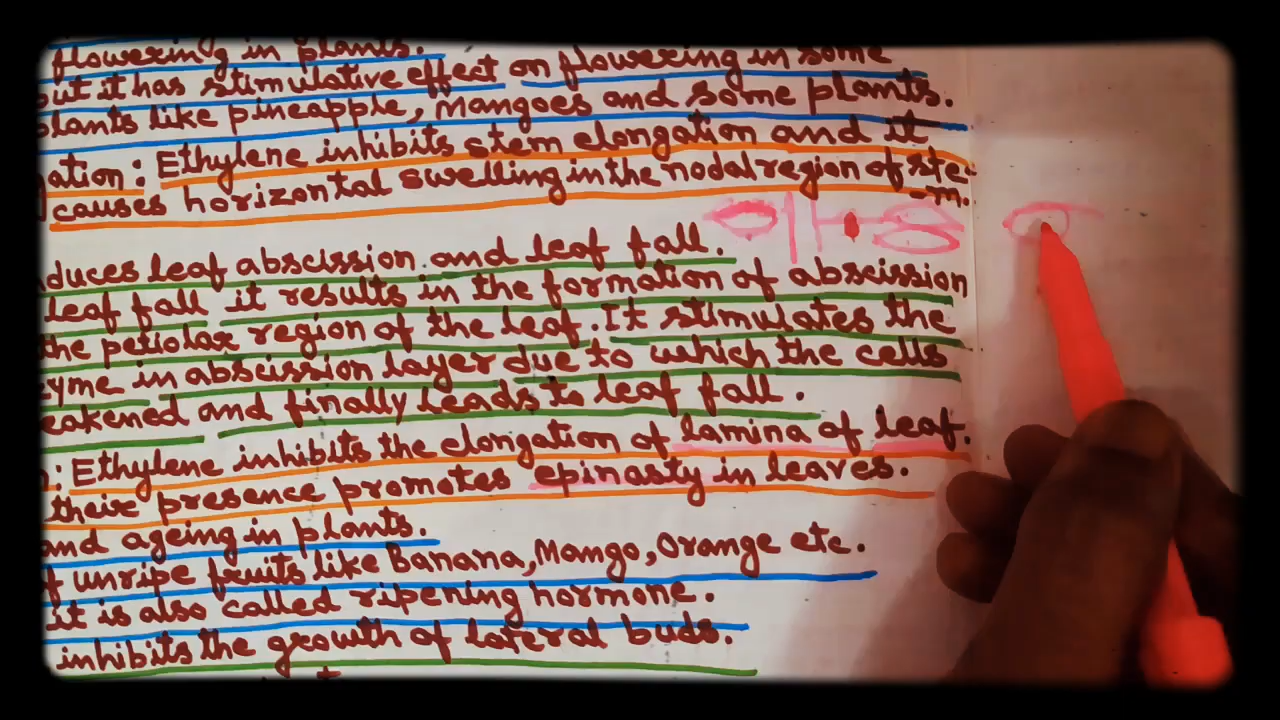 flowering in plants.
but it has stimulative effect on flowering in some
plants like pineapple, Mangoes and some plants.
gation: Ethylene inhibits stem elongation and it
causes horizontal swelling in the nodal region of ste-
-m.
duces leaf abscission and leaf fall.
leaf fall it results in the formation of abscission
the petiolar region of the leaf. It stimulates the
zyme in abscission layer due to which the cells
eakened and finally leads to leaf fall.
: Ethylene inhibits the elongation of lamina of leaf.
their presence promotes epinasty in leaves.
and ageing in plants.
f unripe fruits like Banana, Mango, Orange etc.
it is also called ripening hormone.
inhibits the growth of lateral buds.